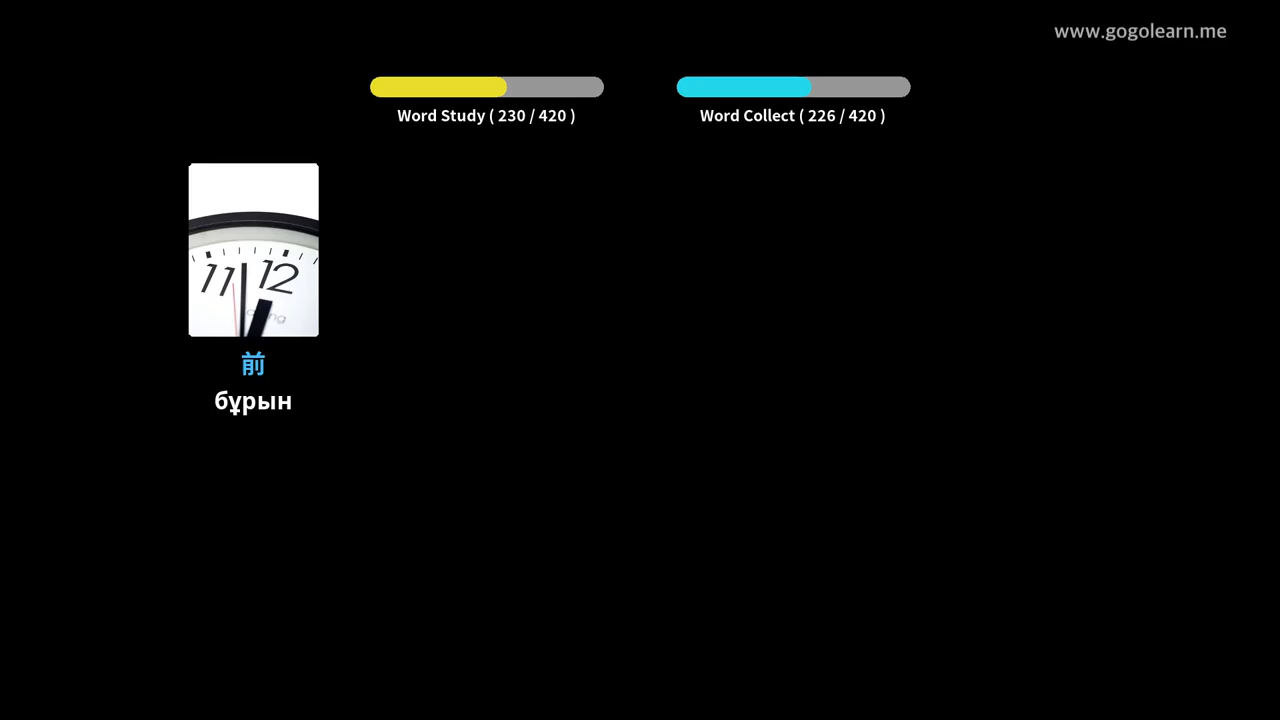 www.gogolearn.me
Word Study ( 230 / 420 )
Word Collect ( 226 / 420 )
11 12
前
бұрын